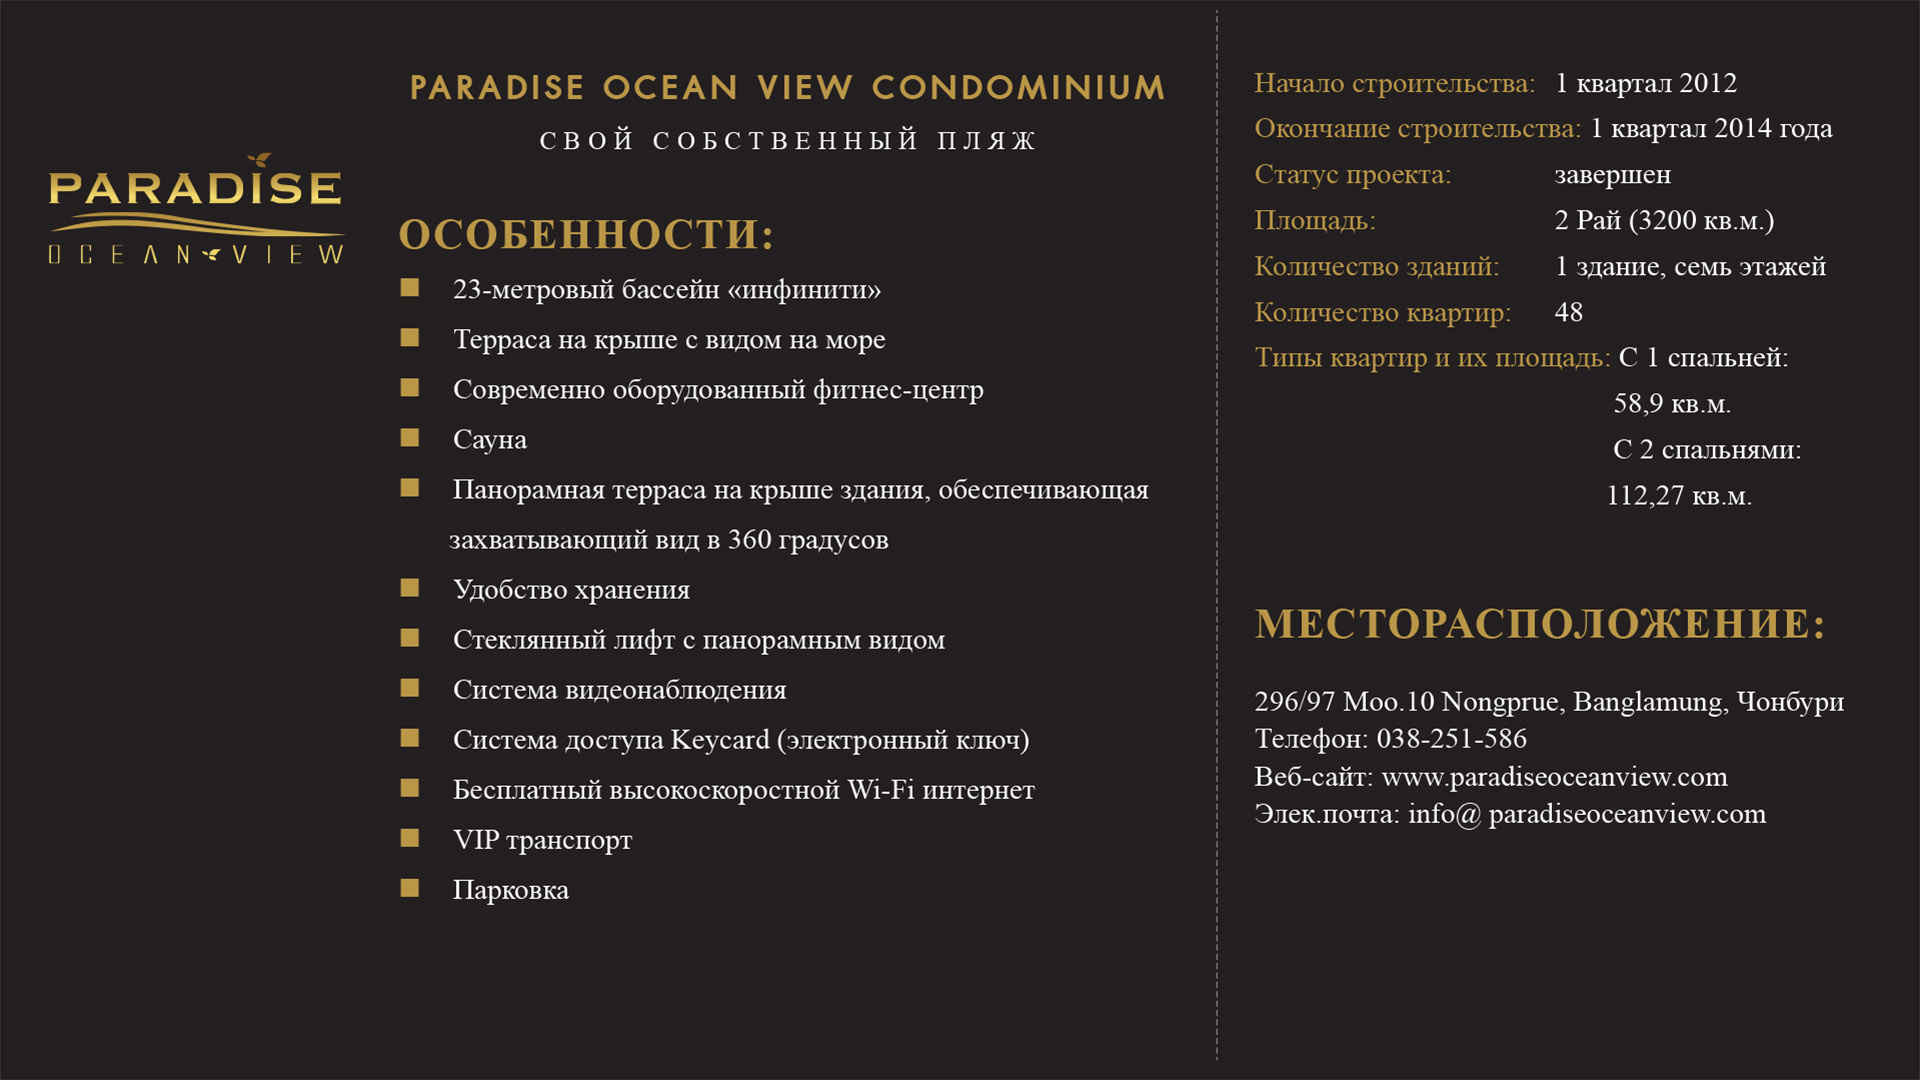 PARADISE
OCEAN VIEW
PARADISE OCEAN VIEW CONDOMINIUM
СВОЙ СОБСТВЕННЫЙ ПЛЯЖ
ОСОБЕННОСТИ:
23-метровый бассейн «инфинити»
Терраса на крыше с видом на море
Современно оборудованный фитнес-центр
Сауна
Панорамная терраса на крыше здания, обеспечивающая
захватывающий вид в 360 градусов
Удобство хранения
Стеклянный лифт с панорамным видом
Система видеонаблюдения
Система доступа Keycard (электронный ключ)
Бесплатный высокоскоростной Wi-Fi интернет
VIP транспорт
Парковка
Начало строительства: 1 квартал 2012
Окончание строительства: 1 квартал 2014 года
Статус проекта: завершен
Площадь: 2 Рай (3200 кв.м.)
Количество зданий: 1 здание, семь этажей
Количество квартир: 48
Типы квартир и их площадь: С 1 спальней:
58,9 кв.м.
С 2 спальнями:
112,27 кв.м.
МЕСТОРАСПОЛОЖЕНИЕ:
296/97 Moo.10 Nongprue, Banglamung, Чонбури
Телефон: 038-251-586
Веб-сайт: www.paradiseoceanview.com
Элек.почта: info@ paradiseoceanview.com